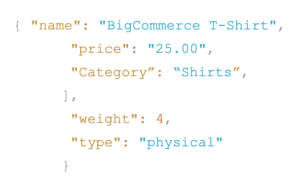 { "name": "BigCommerce T-Shirt",
"price": "25.00",
"Category”: “Shirts”,
],
"weight": 4,
"type": "physical"
}